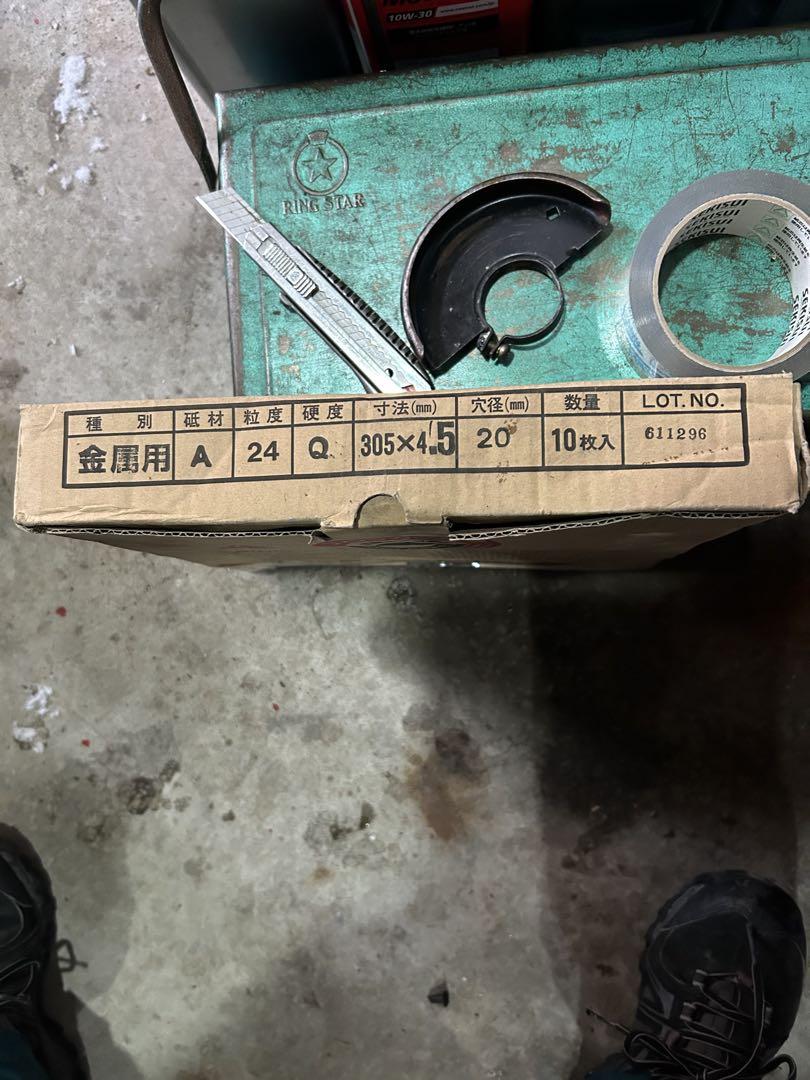 10W-30
RING STAR
SEKISUI
種別 砥材 粒度 硬度 寸法(mm) 穴径(mm) 数量 LOT.NO.
金属用 A 24 Q 305×4.5 20 10枚入 611296